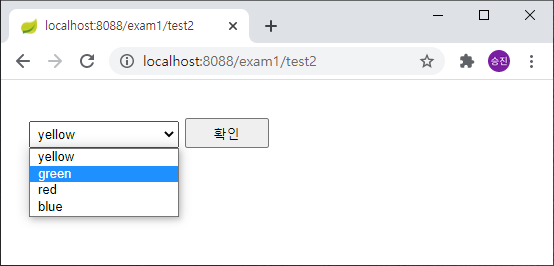 localhost:8088/exam1/test2
localhost:8088/exam1/test2
승진
yellow
확인
yellow
green
red
blue